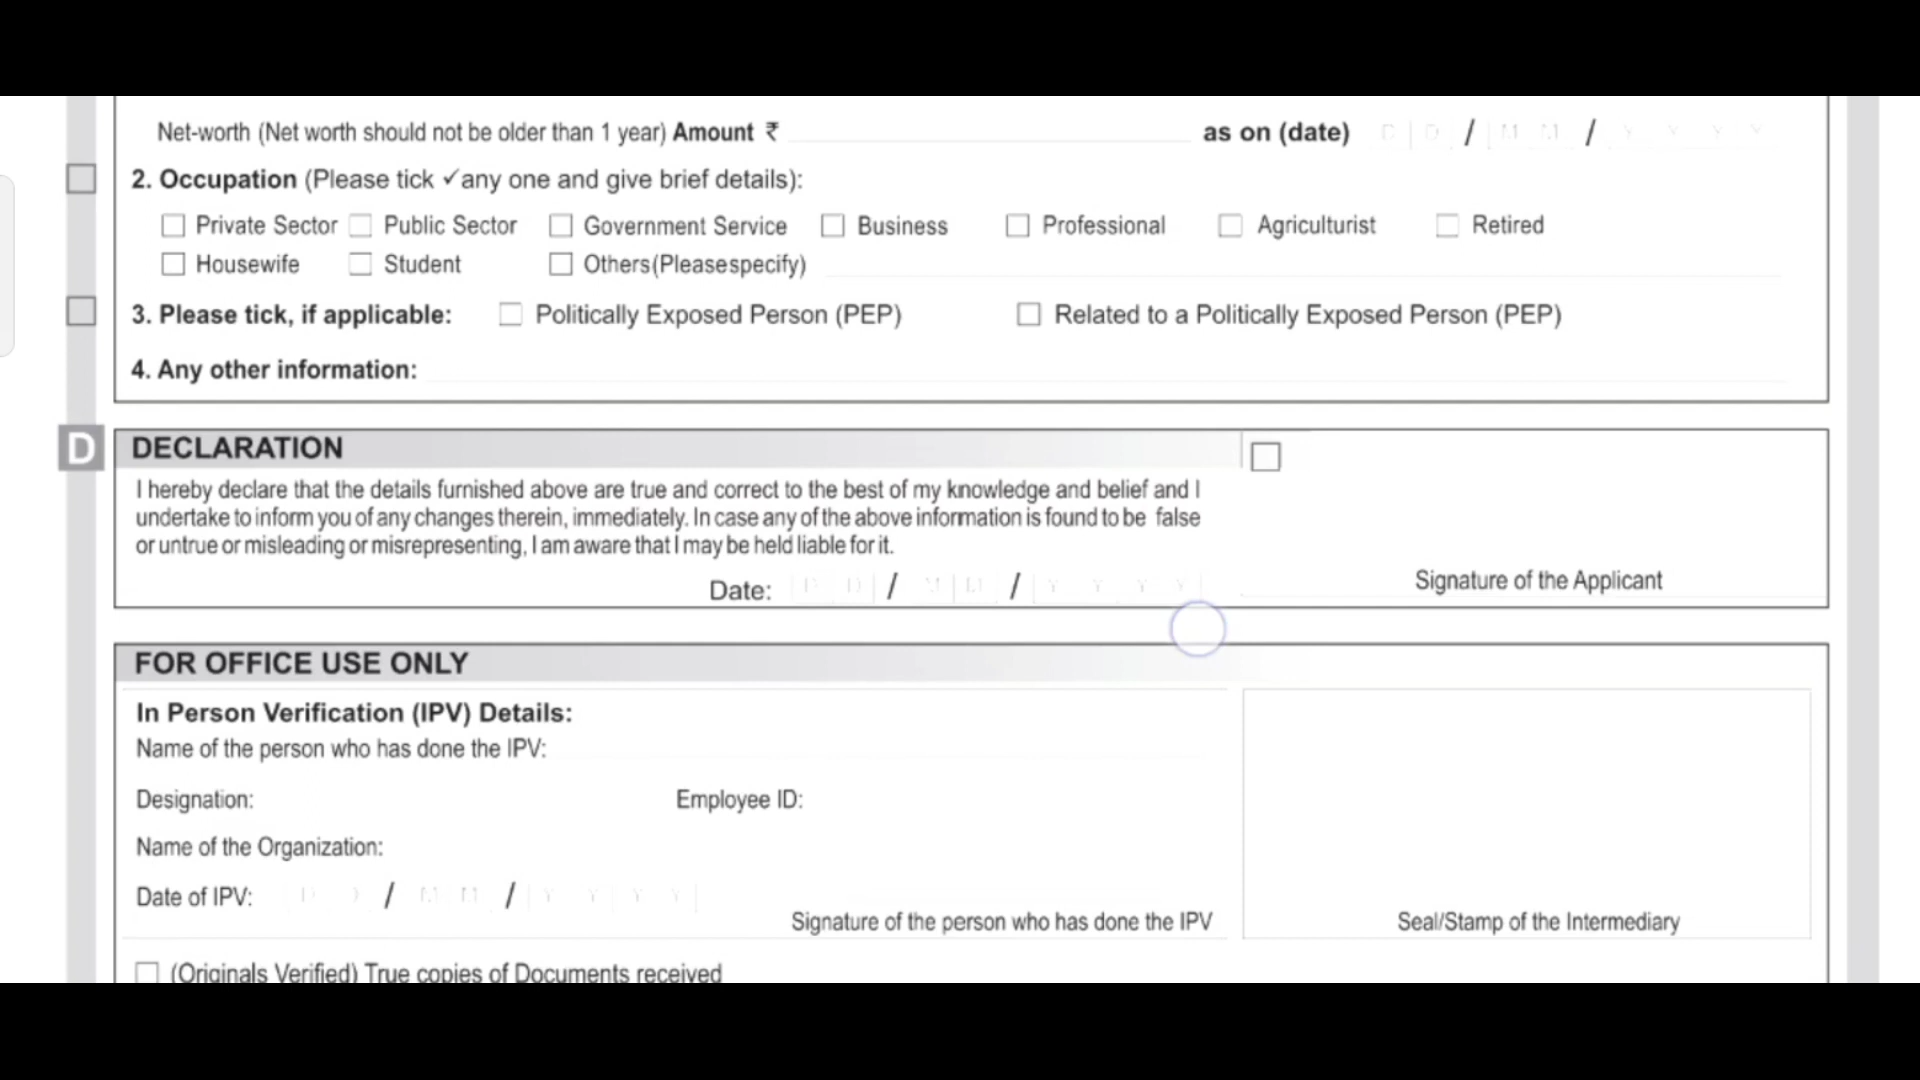 Net-worth (Net worth should not be older than 1 year) Amount ₹ as on (date) D D / M M / Y Y Y Y
2. Occupation (Please tick ✓any one and give brief details):
Private Sector Public Sector Government Service Business Professional Agriculturist Retired
Housewife Student Others(Pleasespecify)
3. Please tick, if applicable: Politically Exposed Person (PEP) Related to a Politically Exposed Person (PEP)
4. Any other information:
D DECLARATION
I hereby declare that the details furnished above are true and correct to the best of my knowledge and belief and I
undertake to inform you of any changes therein, immediately. In case any of the above information is found to be false
or untrue or misleading or misrepresenting, I am aware that I may be held liable for it.
Date: D D / M M / Y Y Y Y
Signature of the Applicant
FOR OFFICE USE ONLY
In Person Verification (IPV) Details:
Name of the person who has done the IPV:
Designation: Employee ID:
Name of the Organization:
Date of IPV: D D / M M / Y Y Y Y
Signature of the person who has done the IPV
Seal/Stamp of the Intermediary
(Originals Verified) True copies of Documents received